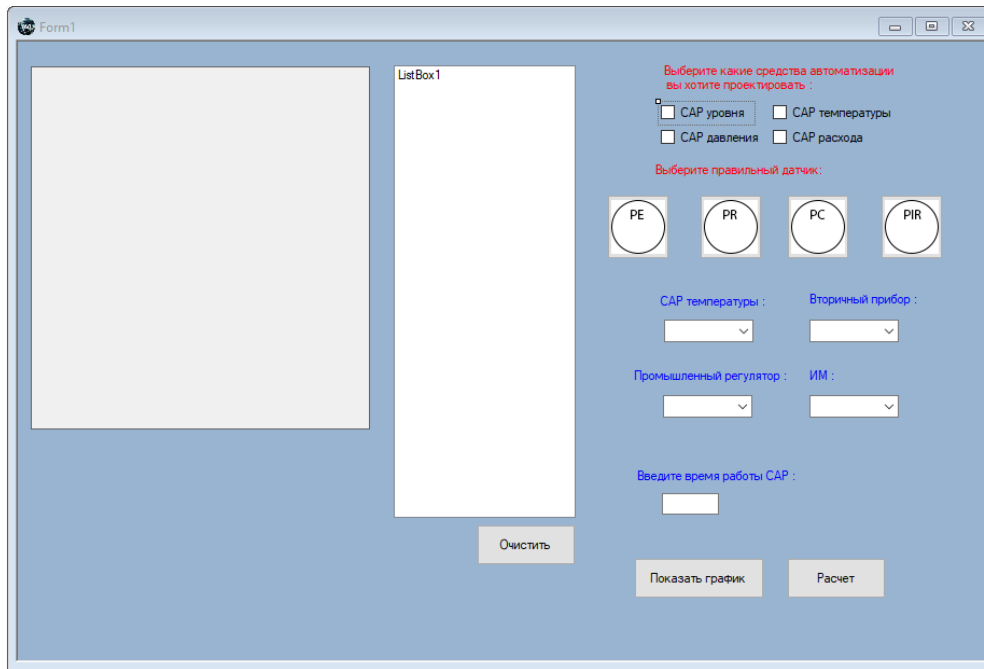 Form1
ListBox1
Выберите какие средства автоматизации
вы хотите проектировать :
САР уровня
САР температуры
САР давления
САР расхода
Выберите правильный датчик:
PE
PR
PC
PIR
САР температуры :
Вторичный прибор :
Промышленный регулятор :
ИМ :
Введите время работы САР :
Очистить
Показать график
Расчет